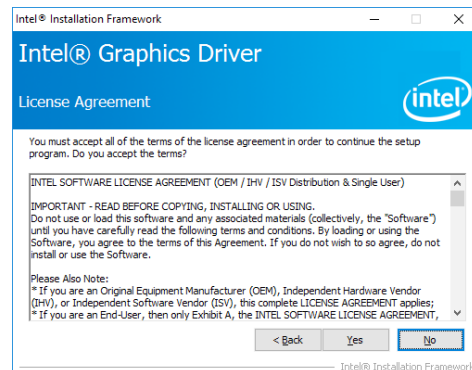 Intel® Installation Framework
Intel® Graphics Driver
License Agreement
intel
You must accept all of the terms of the license agreement in order to continue the setup
program. Do you accept the terms?
INTEL SOFTWARE LICENSE AGREEMENT (OEM / IHV / ISV Distribution & Single User)
IMPORTANT - READ BEFORE COPYING, INSTALLING OR USING.
Do not use or load this software and any associated materials (collectively, the "Software")
until you have carefully read the following terms and conditions. By loading or using the
Software, you agree to the terms of this Agreement. If you do not wish to so agree, do not
install or use the Software.
Please Also Note:
* If you are an Original Equipment Manufacturer (OEM), Independent Hardware Vendor
(IHV), or Independent Software Vendor (ISV), this complete LICENSE AGREEMENT applies;
* If you are an End-User, then only Exhibit A, the INTEL SOFTWARE LICENSE AGREEMENT,
< Back Yes No
Intel® Installation Framework